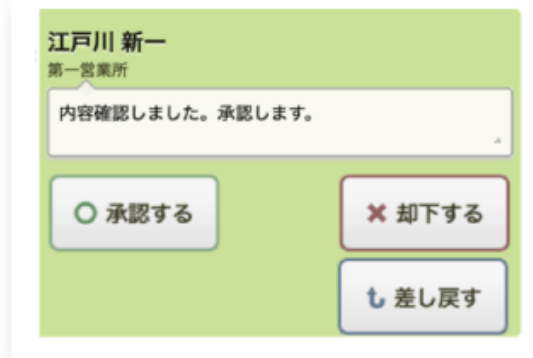 江戸川 新一
第一営業所
内容確認しました。承認します。
承認する
却下する
差し戻す